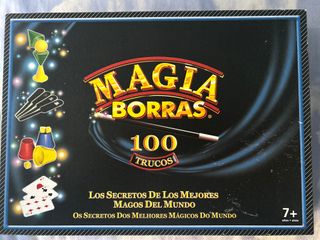 MAGIA
BORRAS
100
TRUCOS
LOS SECRETOS DE LOS MEJORES
MAGOS DEL MUNDO
OS SECRETOS DOS MELHORES MÁGICOS DO MUNDO
7+